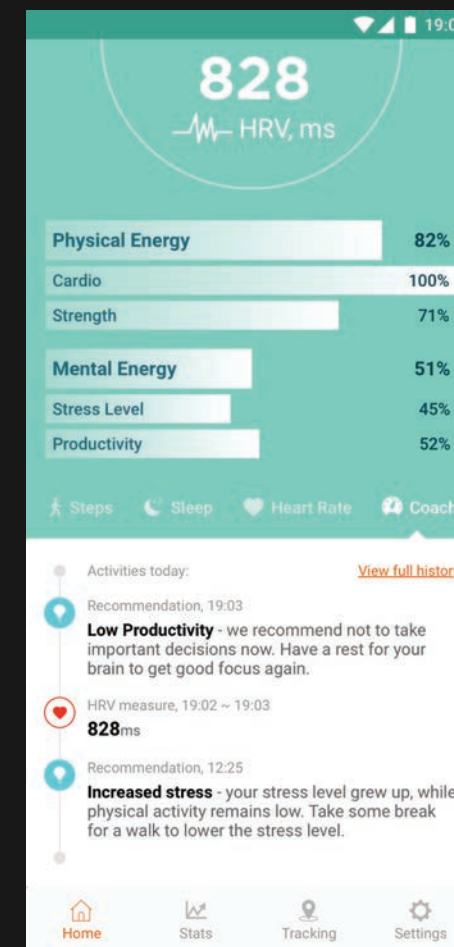 19:0
828
HRV, ms
Physical Energy 82%
Cardio 100%
Strength 71%
Mental Energy 51%
Stress Level 45%
Productivity 52%
Steps Sleep Heart Rate Coach
Activities today: View full histor
Recommendation, 19:03
Low Productivity - we recommend not to take
important decisions now. Have a rest for your
brain to get good focus again.
HRV measure, 19:02 ~ 19:03
828ms
Recommendation, 12:25
Increased stress - your stress level grew up, while
physical activity remains low. Take some break
for a walk to lower the stress level.
Home Stats Tracking Settings